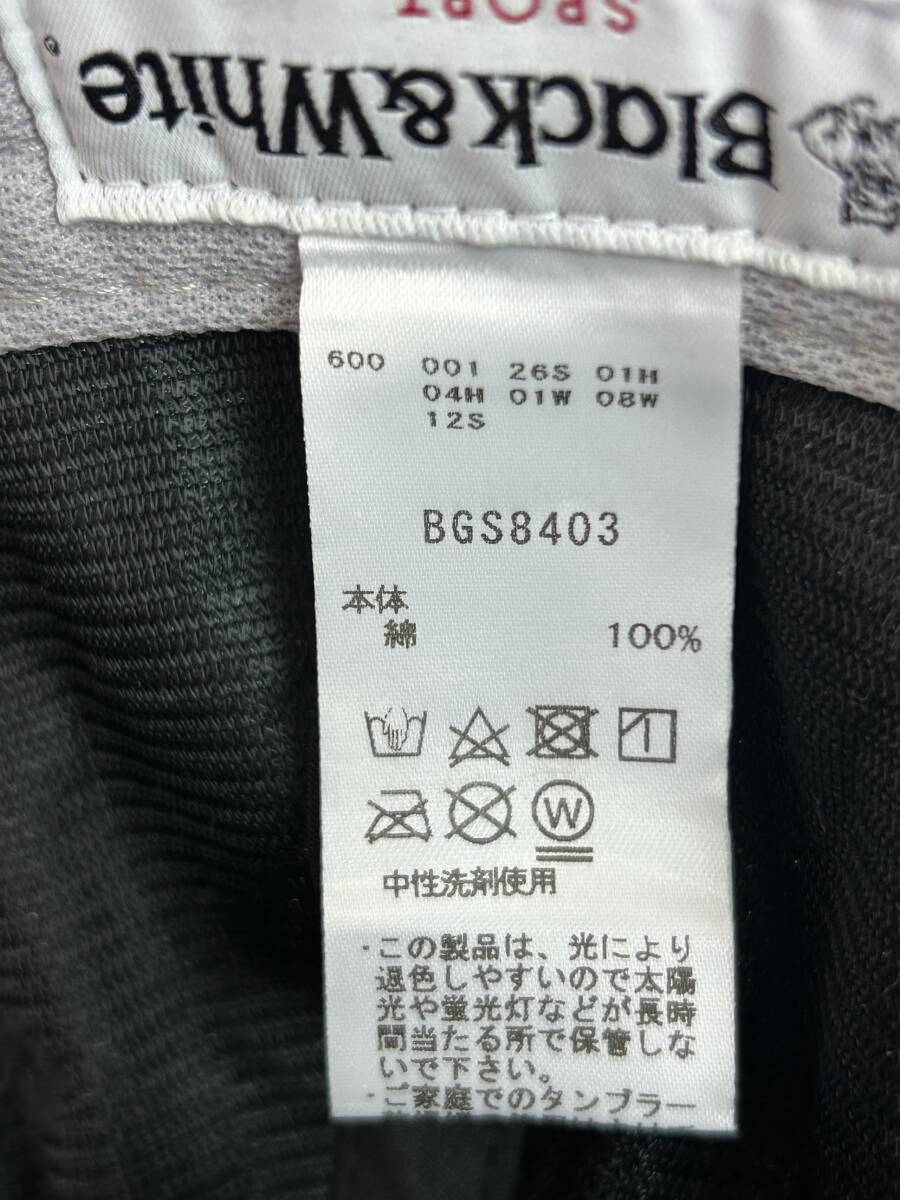 SPORT
Black&White
600 001 26S 01H
04H 01W 08W
12S
BGS8403
本体
綿 100%
W
中性洗剤使用
・この製品は、光により
退色しやすいので太陽
光や蛍光灯などが長時
間当たる所で保管しな
いで下さい。
・ご家庭でのタンブラー